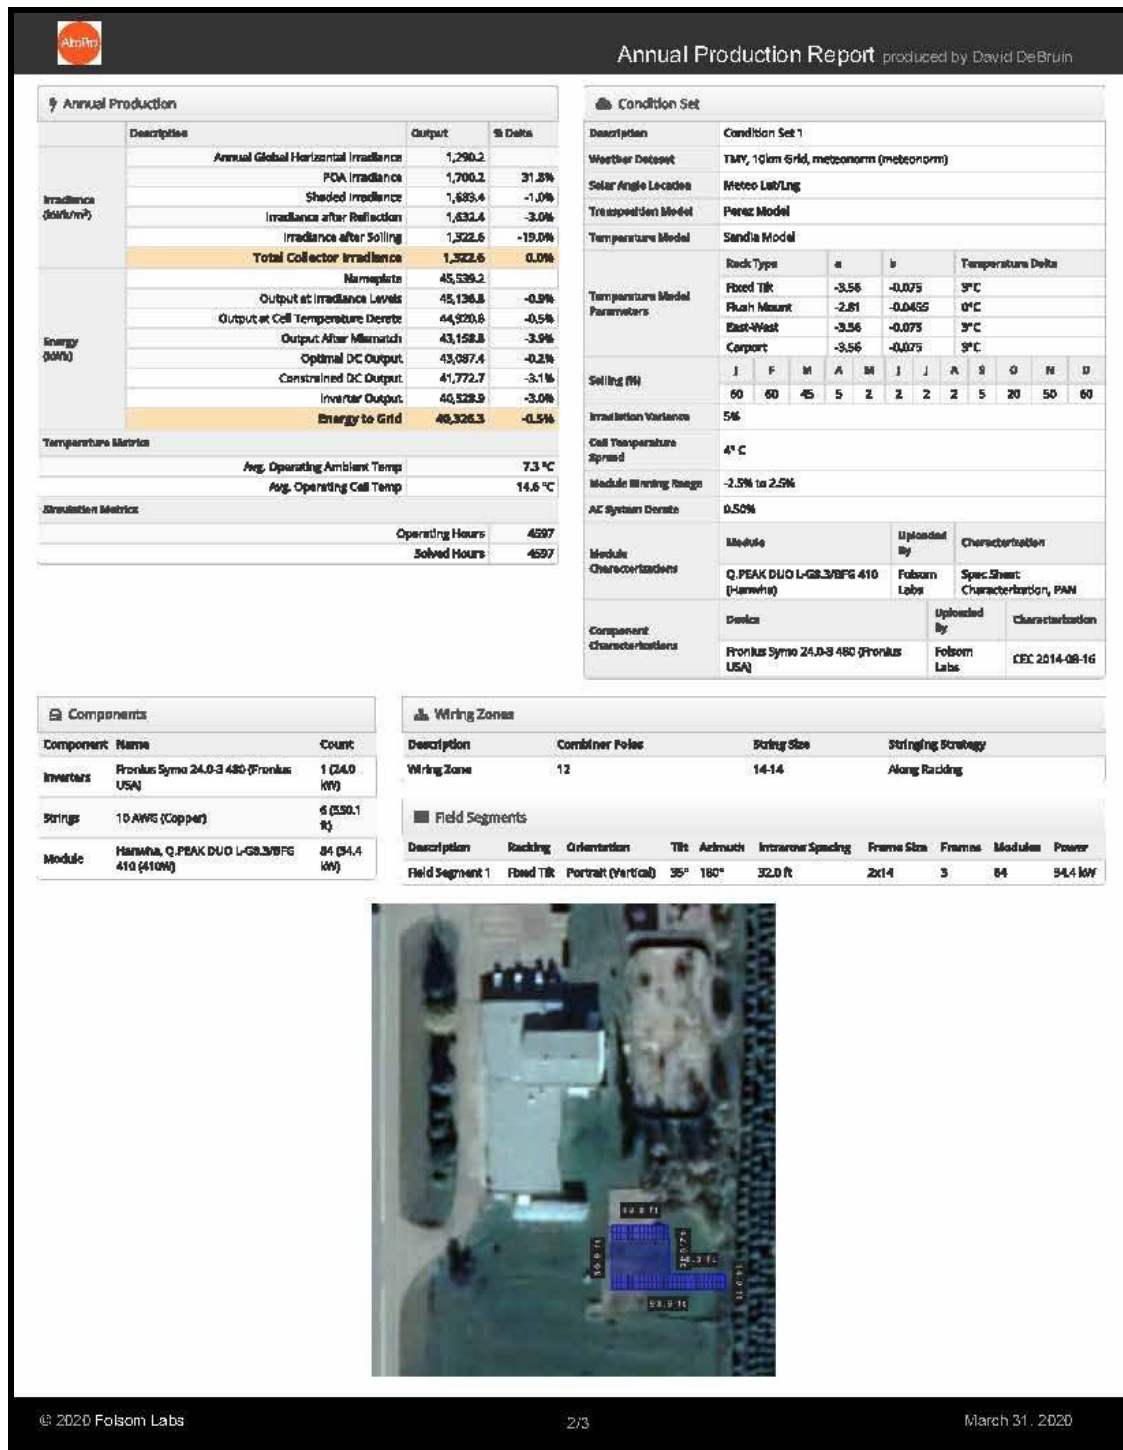 AltoPro
Annual Production Report produced by David DeBruin
Annual Production
Description Output % Delta
Irradiance (kWh/m²)
Annual Global Horizontal Irradiance 1,290.2
POA Irradiance 1,700.2 31.8%
Shaded Irradiance 1,683.4 -1.0%
Irradiance after Reflection 1,632.4 -3.0%
Irradiance after Soiling 1,322.6 -19.0%
Total Collector Irradiance 1,322.6 0.0%
Energy (kWh)
Nameplate 45,539.2
Output at Irradiance Levels 45,136.8 -0.9%
Output at Cell Temperature Derate 44,920.6 -0.5%
Output After Mismatch 43,158.8 -3.9%
Optimal DC Output 43,087.4 -0.2%
Constrained DC Output 41,772.7 -3.1%
Inverter Output 40,528.9 -3.0%
Energy to Grid 40,326.3 -0.5%
Temperature Metrics
Avg. Operating Ambient Temp 7.3 °C
Avg. Operating Cell Temp 14.6 °C
Simulation Metrics
Operating Hours 4597
Solved Hours 4597
Condition Set
Description Condition Set 1
Weather Dataset TMY, 10km Grid, meteonorm (meteonorm)
Solar Angle Location Meteo Lat/Lng
Transposition Model Perez Model
Temperature Model Sandia Model
Temperature Model Parameters
Rack Type a b Temperature Delta
Fixed Tilt -3.56 -0.075 3°C
Flush Mount -2.81 -0.0455 0°C
East-West -3.56 -0.075 3°C
Carport -3.56 -0.075 3°C
Soiling (%)
J F M A M J J A S O N D
60 60 45 5 2 2 2 2 5 20 50 60
Irradiation Variance 5%
Cell Temperature Spread 4° C
Module Binning Range -2.5% to 2.5%
AC System Derate 0.50%
Module Characterizations
Module Uploaded By Characterization
Q.PEAK DUO L-G8.3/BFG 410 (Hanwha) Folsom Labs Spec Sheet Characterization, PAN
Component Characterizations
Device Uploaded By Characterization
Fronius Symo 24.0-3 480 (Fronius USA) Folsom Labs CEC 2014-08-16
Components
Component Name Count
Inverters Fronius Symo 24.0-3 480 (Fronius USA) 1 (24.0 kW)
Strings 10 AWG (Copper) 6 (550.1 ft)
Module Hanwha, Q.PEAK DUO L-G8.3/BFG 410 (410W) 84 (34.4 kW)
Wiring Zones
Description Combiner Poles String Size Stringing Strategy
Wiring Zone 12 14-14 Along Racking
Field Segments
Description Racking Orientation Tilt Azimuth Intrarow Spacing Frame Size Frames Modules Power
Field Segment 1 Fixed Tilt Portrait (Vertical) 35° 180° 32.0 ft 2x14 3 84 34.4 kW
© 2020 Folsom Labs
2/3
March 31, 2020